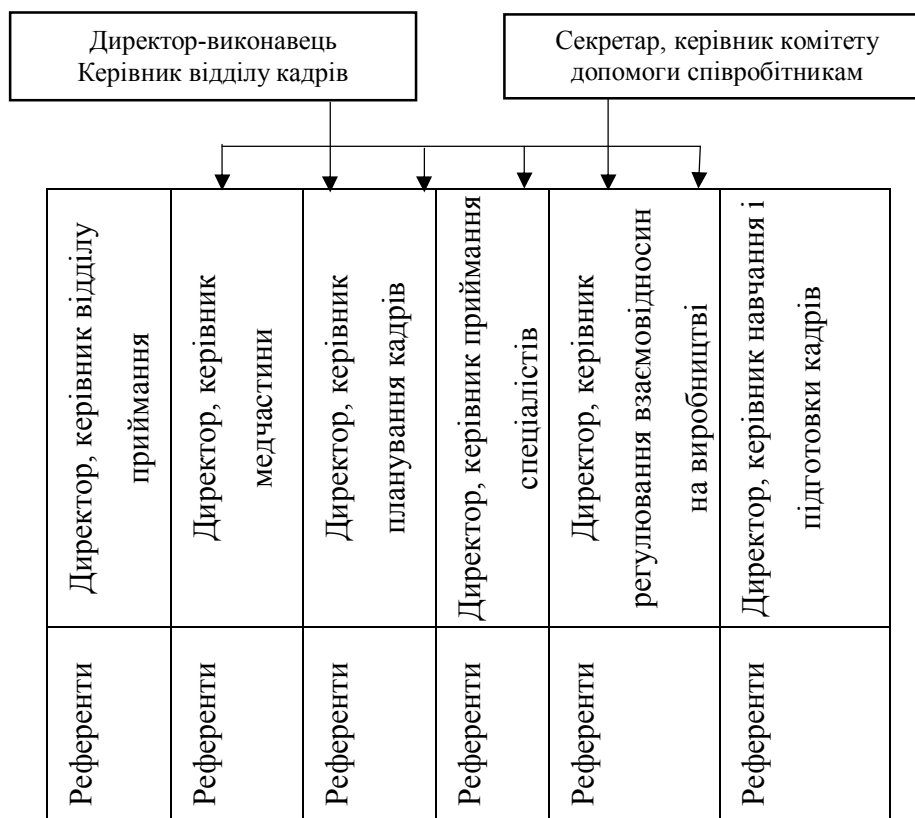 Директор-виконавець
Керівник відділу кадрів
Секретар, керівник комітету
допомоги співробітникам
Директор, керівник відділу
приймання
Директор, керівник
медчастини
Директор, керівник
планування кадрів
Директор, керівник приймання
спеціалістів
Директор, керівник
регулювання взаємовідносин
на виробництві
Директор, керівник навчання і
підготовки кадрів
Референти
Референти
Референти
Референти
Референти
Референти